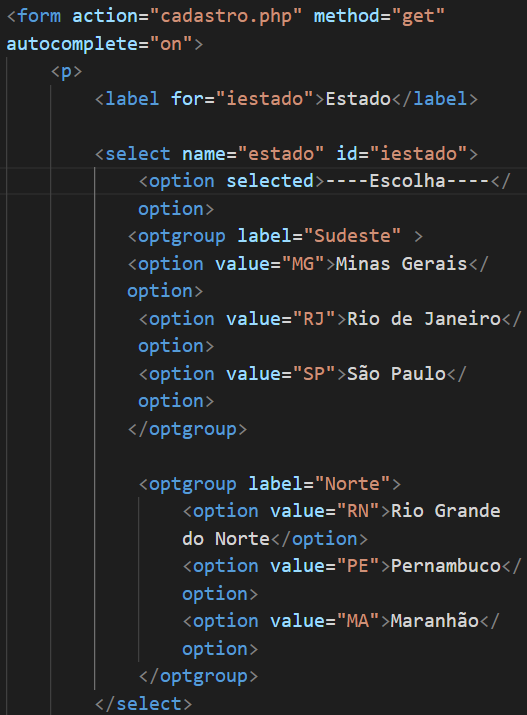 <form action="cadastro.php" method="get"
autocomplete="on">
<p>
<label for="iestado">Estado</label>
<select name="estado" id="iestado">
<option selected>----Escolha----</
option>
<optgroup label="Sudeste" >
<option value="MG">Minas Gerais</
option>
<option value="RJ">Rio de Janeiro</
option>
<option value="SP">São Paulo</
option>
</optgroup>
<optgroup label="Norte">
<option value="RN">Rio Grande
do Norte</option>
<option value="PE">Pernambuco</
option>
<option value="MA">Maranhão</
option>
</optgroup>
</select>